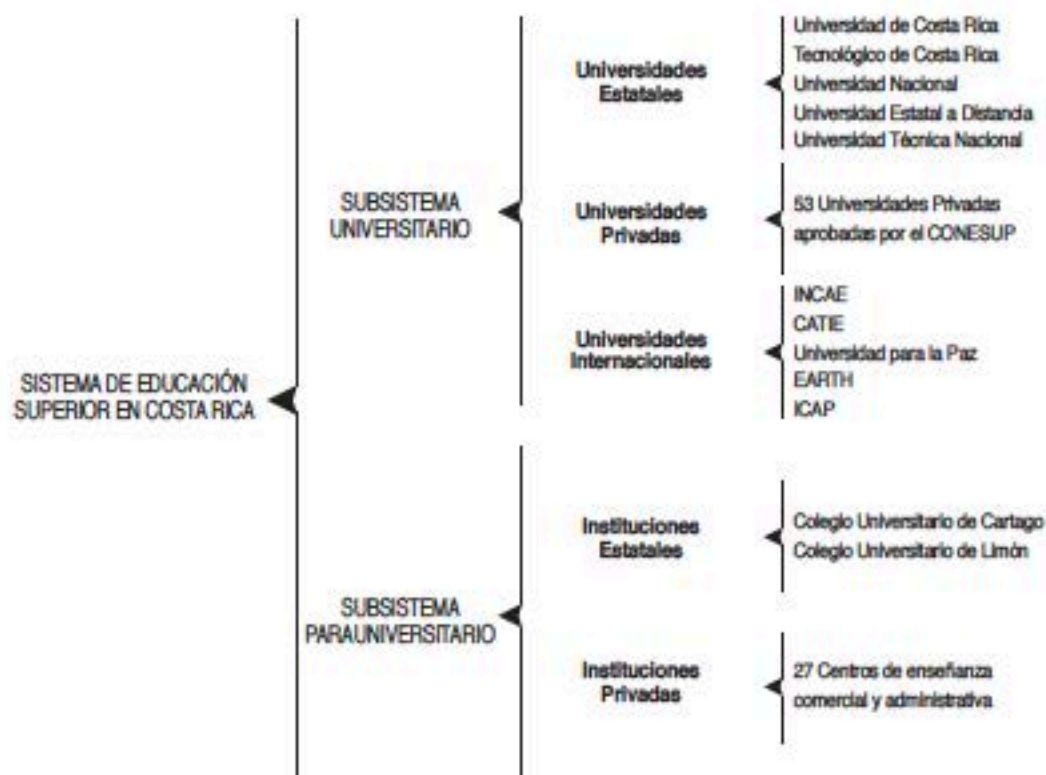 SISTEMA DE EDUCACIÓN
SUPERIOR EN COSTA RICA
SUBSISTEMA
UNIVERSITARIO
Universidades
Estatales
Universidad de Costa Rica
Tecnológico de Costa Rica
Universidad Nacional
Universidad Estatal a Distancia
Universidad Técnica Nacional
Universidades
Privadas
53 Universidades Privadas
aprobadas por el CONESUP
Universidades
Internacionales
INCAE
CATIE
Universidad para la Paz
EARTH
ICAP
SUBSISTEMA
PARAUNIVERSITARIO
Instituciones
Estatales
Colegio Universitario de Cartago
Colegio Universitario de Limón
Instituciones
Privadas
27 Centros de enseñanza
comercial y administrativa